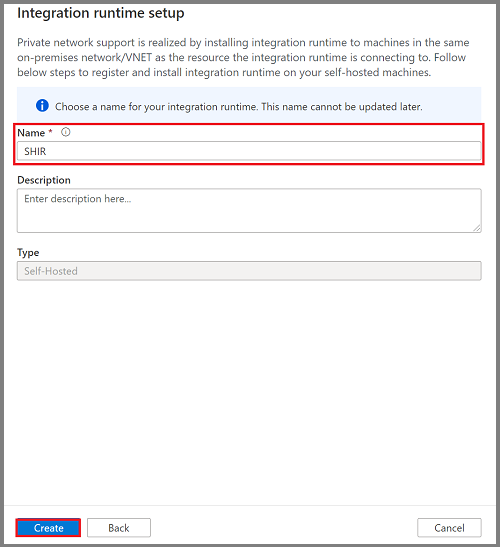 Integration runtime setup
Private network support is realized by installing integration runtime to machines in the same
on-premises network/VNET as the resource the integration runtime is connecting to. Follow
below steps to register and install integration runtime on your self-hosted machines.
Choose a name for your integration runtime. This name cannot be updated later.
Name *
SHIR
Description
Enter description here...
Type
Self-Hosted
Create Back Cancel